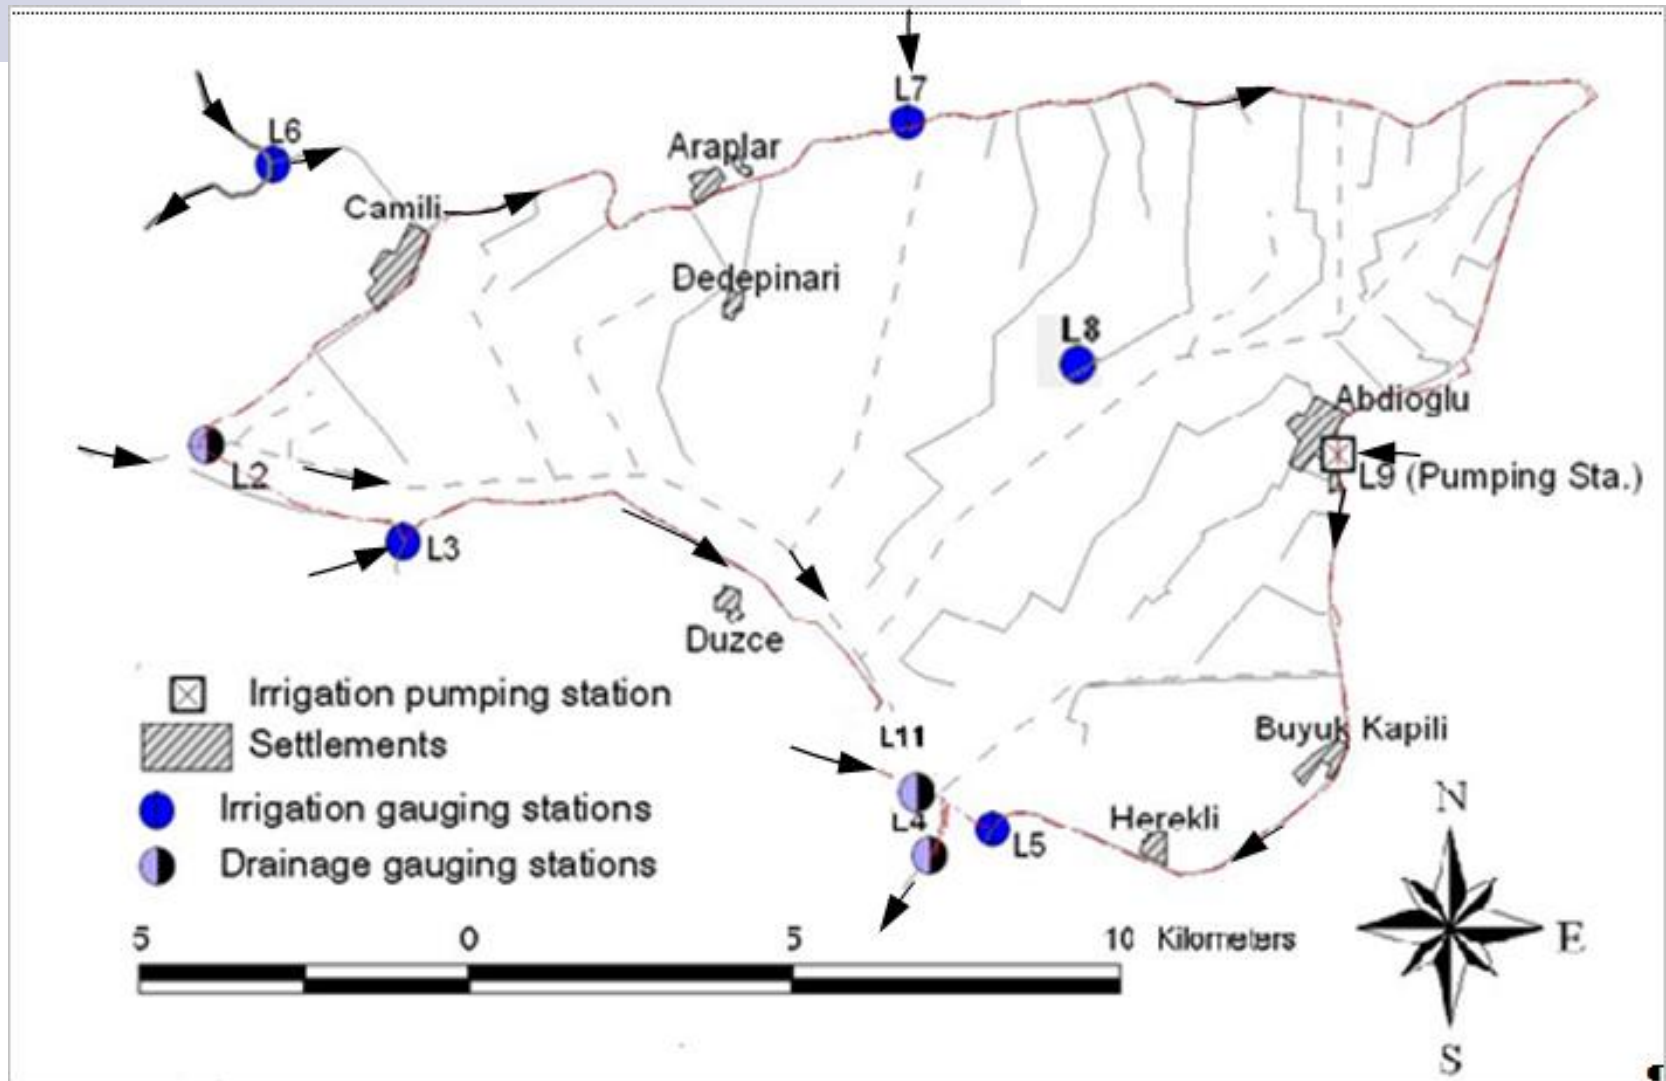 L7
L6
Araplar
Camili
Dedepinari
L8
Abdioglu
L2
L9 (Pumping Sta.)
L3
Duzce
Irrigation pumping station
Settlements
L11
Buyuk Kapili
Irrigation gauging stations
L4
Herekli
L5
Drainage gauging stations
N
E
S
5 0 5 10 Kilometers